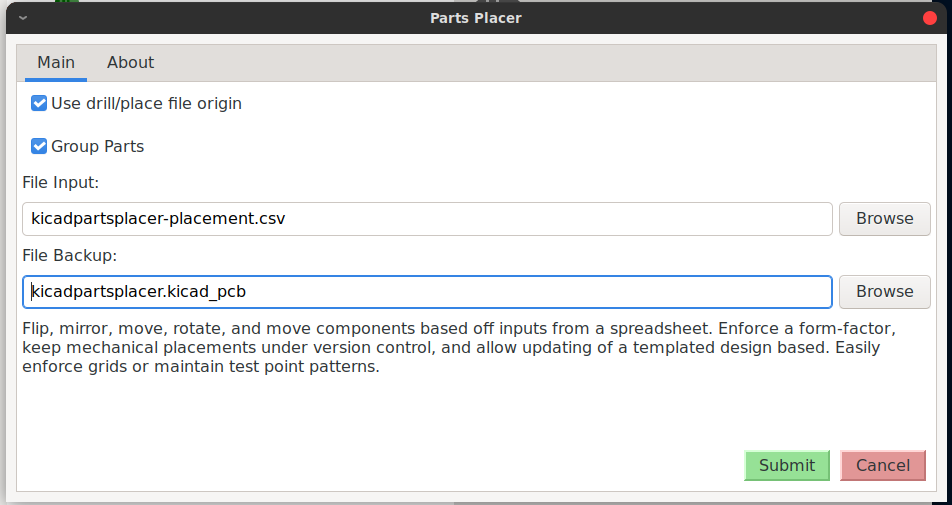 Parts Placer
Main About
Use drill/place file origin
Group Parts
File Input:
kicadpartsplacer-placement.csv Browse
File Backup:
kicadpartsplacer.kicad_pcb Browse
Flip, mirror, move, rotate, and move components based off inputs from a spreadsheet. Enforce a form-factor,
keep mechanical placements under version control, and allow updating of a templated design based. Easily
enforce grids or maintain test point patterns.
Submit Cancel